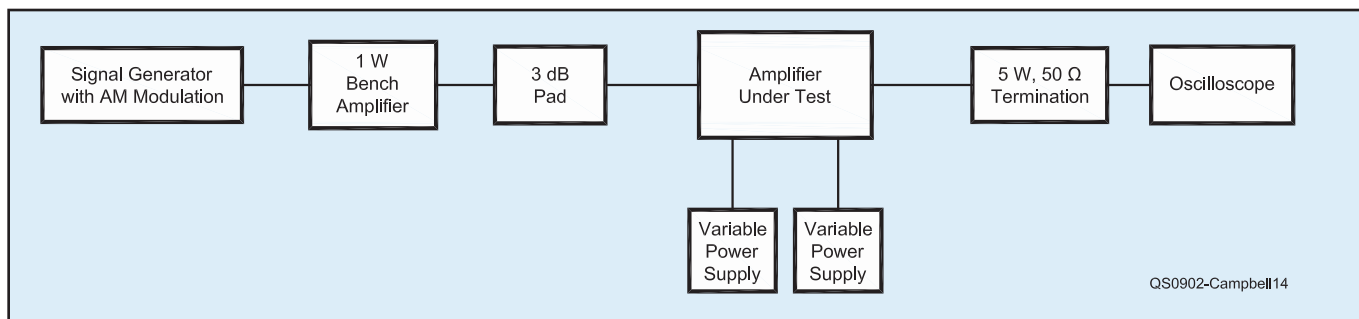 Signal Generator
with AM Modulation
1 W
Bench
Amplifier
3 dB
Pad
Amplifier
Under Test
5 W, 50 Ω
Termination
Oscilloscope
Variable
Power
Supply
Variable
Power
Supply
QS0902-Campbell14